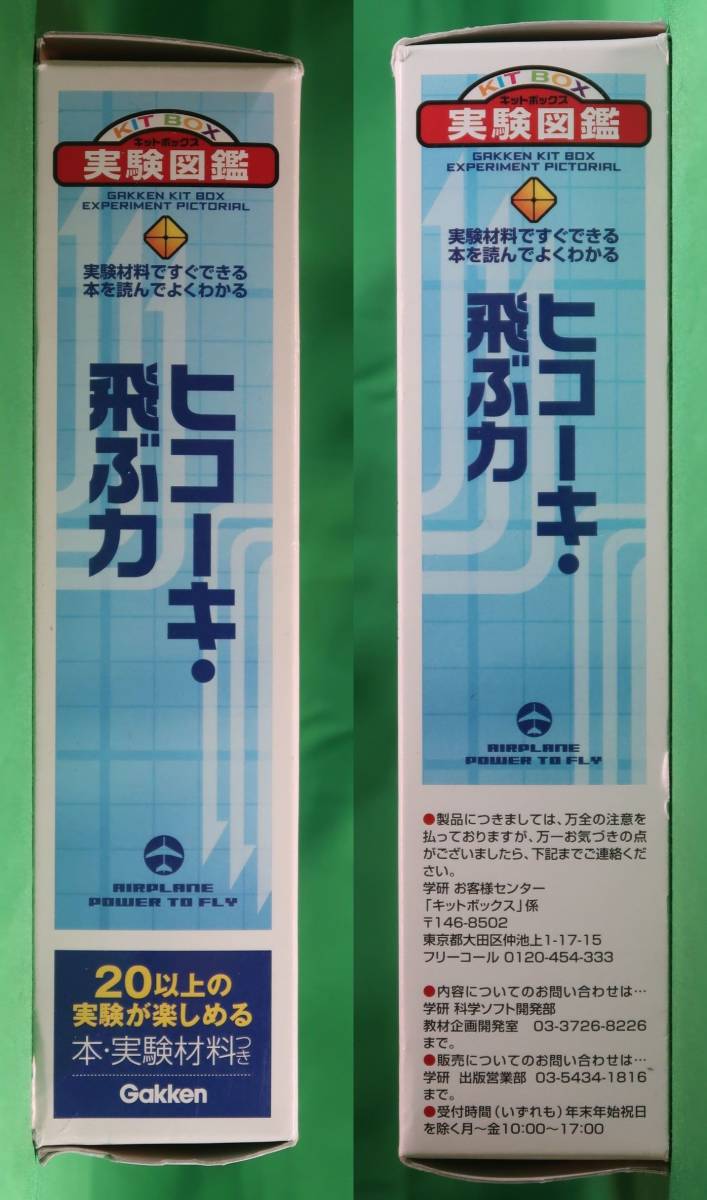 KIT BOX
キットボックス
実験図鑑
GAKKEN KIT BOX
EXPERIMENT PICTORIAL
実験材料ですぐできる
本を読んでよくわかる
ヒコーキ・
飛ぶ力
AIRPLANE
POWER TO FLY
20以上の
実験が楽しめる
本・実験材料つき
Gakken
KIT BOX
キットボックス
実験図鑑
GAKKEN KIT BOX
EXPERIMENT PICTORIAL
実験材料ですぐできる
本を読んでよくわかる
ヒコーキ・
飛ぶ力
AIRPLANE
POWER TO FLY
●製品につきましては、万全の注意を
払っておりますが、万一お気づきの点
がございましたら、下記までご連絡くだ
さい。
学研 お客様センター
「キットボックス」係
〒146-8502
東京都大田区仲池上1-17-15
フリーコール 0120-454-333
●内容についてのお問い合わせは…
学研 科学ソフト開発部
教材企画開発室 03-3726-8226
まで。
●販売についてのお問い合わせは…
学研 出版営業部 03-5434-1816
まで。
●受付時間(いずれも)年末年始祝日
を除く月〜金10:00〜17:00